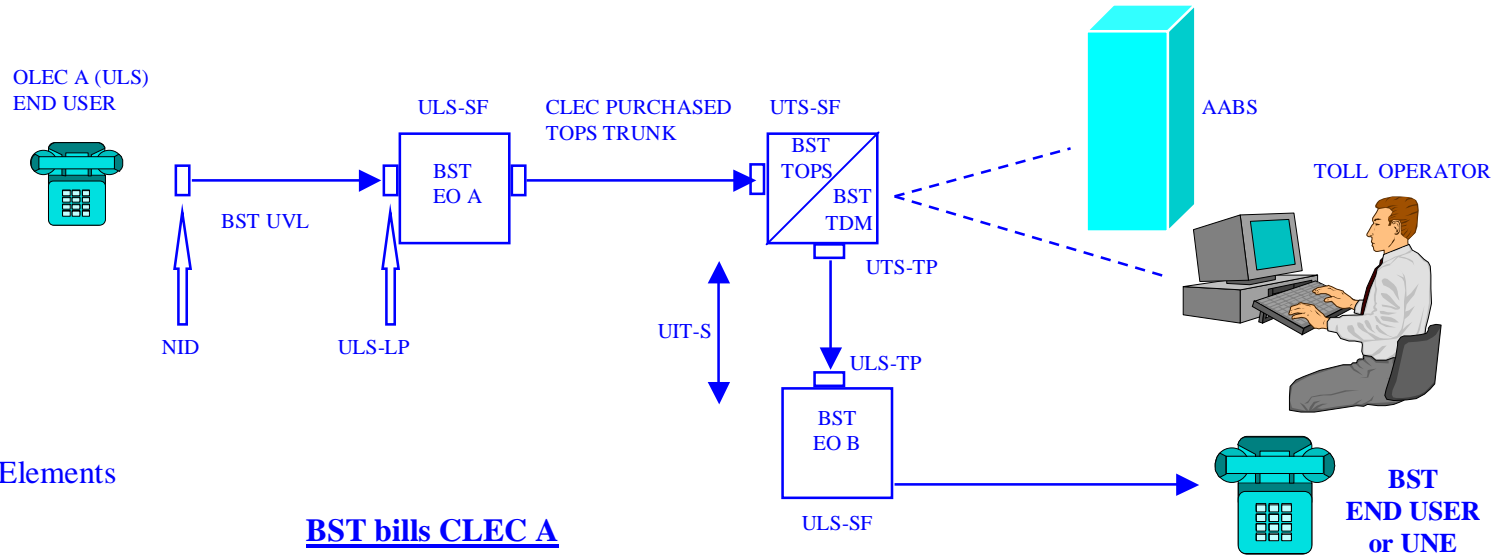 OLEC A (ULS)
END USER
ULS-SF
CLEC PURCHASED
TOPS TRUNK
UTS-SF
AABS
BST
TOPS
BST
TDM
BST
EO A
BST UVL
TOLL OPERATOR
UTS-TP
NID
ULS-LP
UIT-S
ULS-TP
BST
EO B
Elements
BST bills CLEC A
ULS-SF
BST
END USER
or UNE